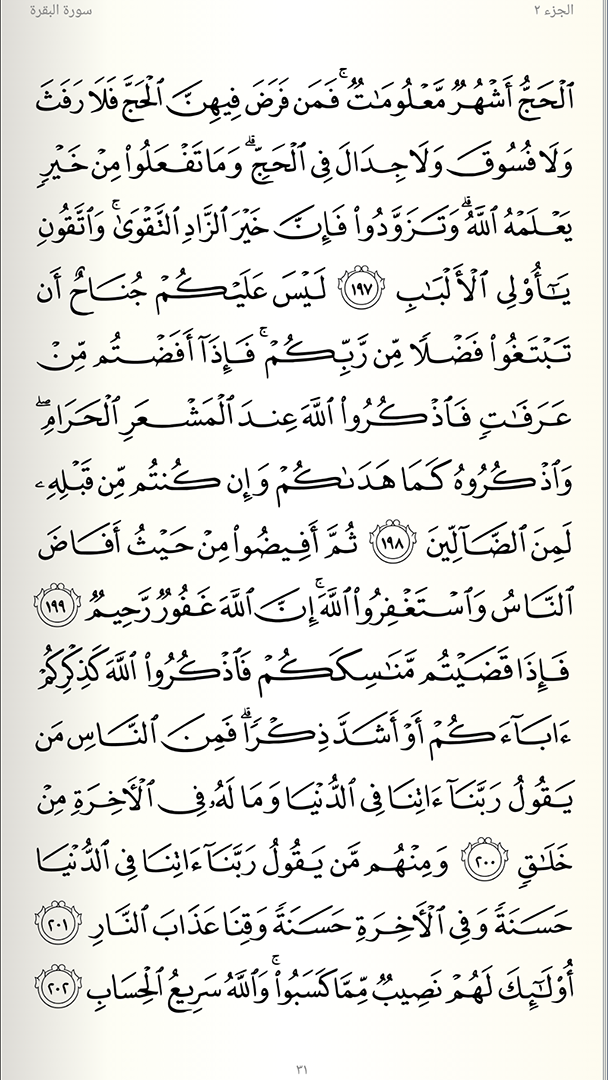 الجزء ٢
سورة البقرة
ٱلۡحَجُّ أَشۡهُرٞ مَّعۡلُومَٰتٞۚ فَمَن فَرَضَ فِيهِنَّ ٱلۡحَجَّ فَلَا رَفَثَ
وَلَا فُسُوقَ وَلَا جِدَالَ فِي ٱلۡحَجِّۗ وَمَا تَفۡعَلُواْ مِنۡ خَيۡرٖ
يَعۡلَمۡهُ ٱللَّهُۗ وَتَزَوَّدُواْ فَإِنَّ خَيۡرَ ٱلزَّادِ ٱلتَّقۡوَىٰۖ وَٱتَّقُونِ
يَٰٓأُوْلِي ٱلۡأَلۡبَٰبِ ١٩٧ لَيۡسَ عَلَيۡكُمۡ جُنَاحٌ أَن
تَبۡتَغُواْ فَضۡلٗا مِّن رَّبِّكُمۡۚ فَإِذَآ أَفَضۡتُم مِّنۡ
عَرَفَٰتٖ فَٱذۡكُرُواْ ٱللَّهَ عِندَ ٱلۡمَشۡعَرِ ٱلۡحَرَامِۖ
وَٱذۡكُرُوهُ كَمَا هَدَىٰكُمۡ وَإِن كُنتُم مِّن قَبۡلِهِۦ
لَمِنَ ٱلضَّآلِّينَ ١٩٨ ثُمَّ أَفِيضُواْ مِنۡ حَيۡثُ أَفَاضَ
ٱلنَّاسُ وَٱسۡتَغۡفِرُواْ ٱللَّهَۚ إِنَّ ٱللَّهَ غَفُورٞ رَّحِيمٞ ١٩٩
فَإِذَا قَضَيۡتُم مَّنَٰسِكَكُمۡ فَٱذۡكُرُواْ ٱللَّهَ كَذِكۡرِكُمۡ
ءَابَآءَكُمۡ أَوۡ أَشَدَّ ذِكۡرٗاۗ فَمِنَ ٱلنَّاسِ مَن
يَقُولُ رَبَّنَآ ءَاتِنَا فِي ٱلدُّنۡيَا وَمَا لَهُۥ فِي ٱلۡأٓخِرَةِ مِنۡ
خَلَٰقٖ ٢٠٠ وَمِنۡهُم مَّن يَقُولُ رَبَّنَآ ءَاتِنَا فِي ٱلدُّنۡيَا
حَسَنَةٗ وَفِي ٱلۡأٓخِرَةِ حَسَنَةٗ وَقِنَا عَذَابَ ٱلنَّارِ ٢٠١
أُوْلَٰٓئِكَ لَهُمۡ نَصِيبٞ مِّمَّا كَسَبُواْۚ وَٱللَّهُ سَرِيعُ ٱلۡحِسَابِ ٢٠٢
٣١